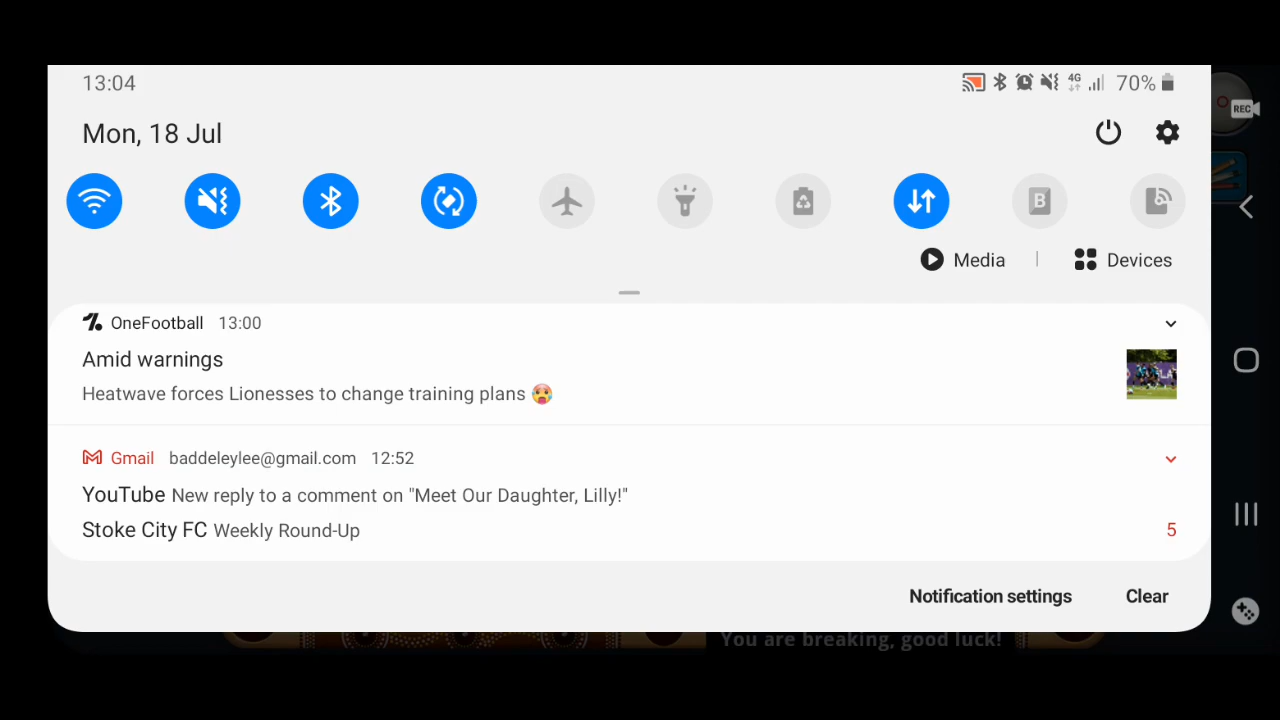 13:04
4G
70%
REC
Mon, 18 Jul
B
Media
Devices
OneFootball 13:00
Amid warnings
Heatwave forces Lionesses to change training plans 🥵
Gmail baddeleylee@gmail.com 12:52
YouTube New reply to a comment on "Meet Our Daughter, Lilly!"
Stoke City FC Weekly Round-Up
5
Notification settings
Clear
You are breaking, good luck!